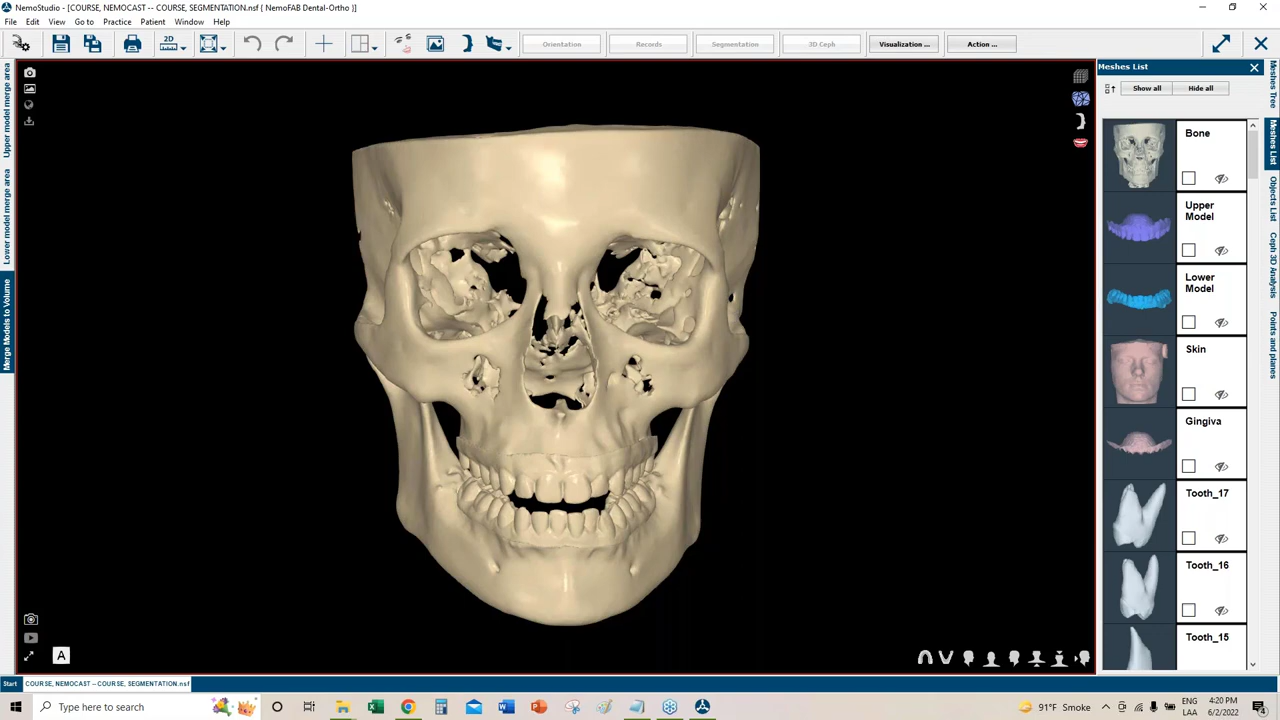 NemoStudio - [COURSE, NEMOCAST -- COURSE, SEGMENTATION.nsf { NemoFAB Dental-Ortho }]
File Edit View Go to Practice Patient Window Help
2D
Orientation Records Segmentation 3D Ceph Visualization ... Action ...
Meshes List
Show all Hide all
Bone
Upper
Model
Lower
Model
Skin
Gingiva
Tooth_17
Tooth_16
Tooth_15
Upper model merge area
Lower model merge area
Merge Models to Volume
Meshes Tree
Meshes List
Objects List
Ceph 3D Analysis
Points and planes
A
Start COURSE, NEMOCAST -- COURSE, SEGMENTATION.nsf
Type here to search
91°F Smoke
ENG
LAA
4:20 PM
6/2/2022
4